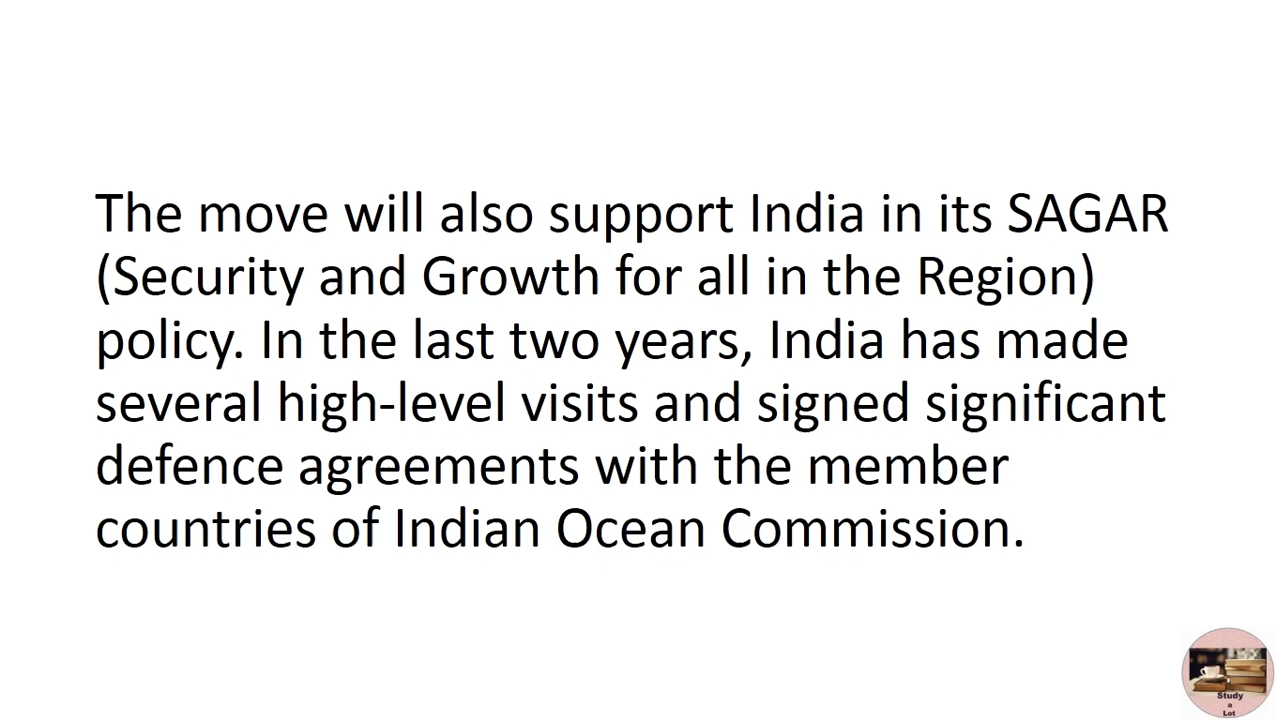 The move will also support India in its SAGAR
(Security and Growth for all in the Region)
policy. In the last two years, India has made
several high-level visits and signed significant
defence agreements with the member
countries of Indian Ocean Commission.
Study
a
Lot